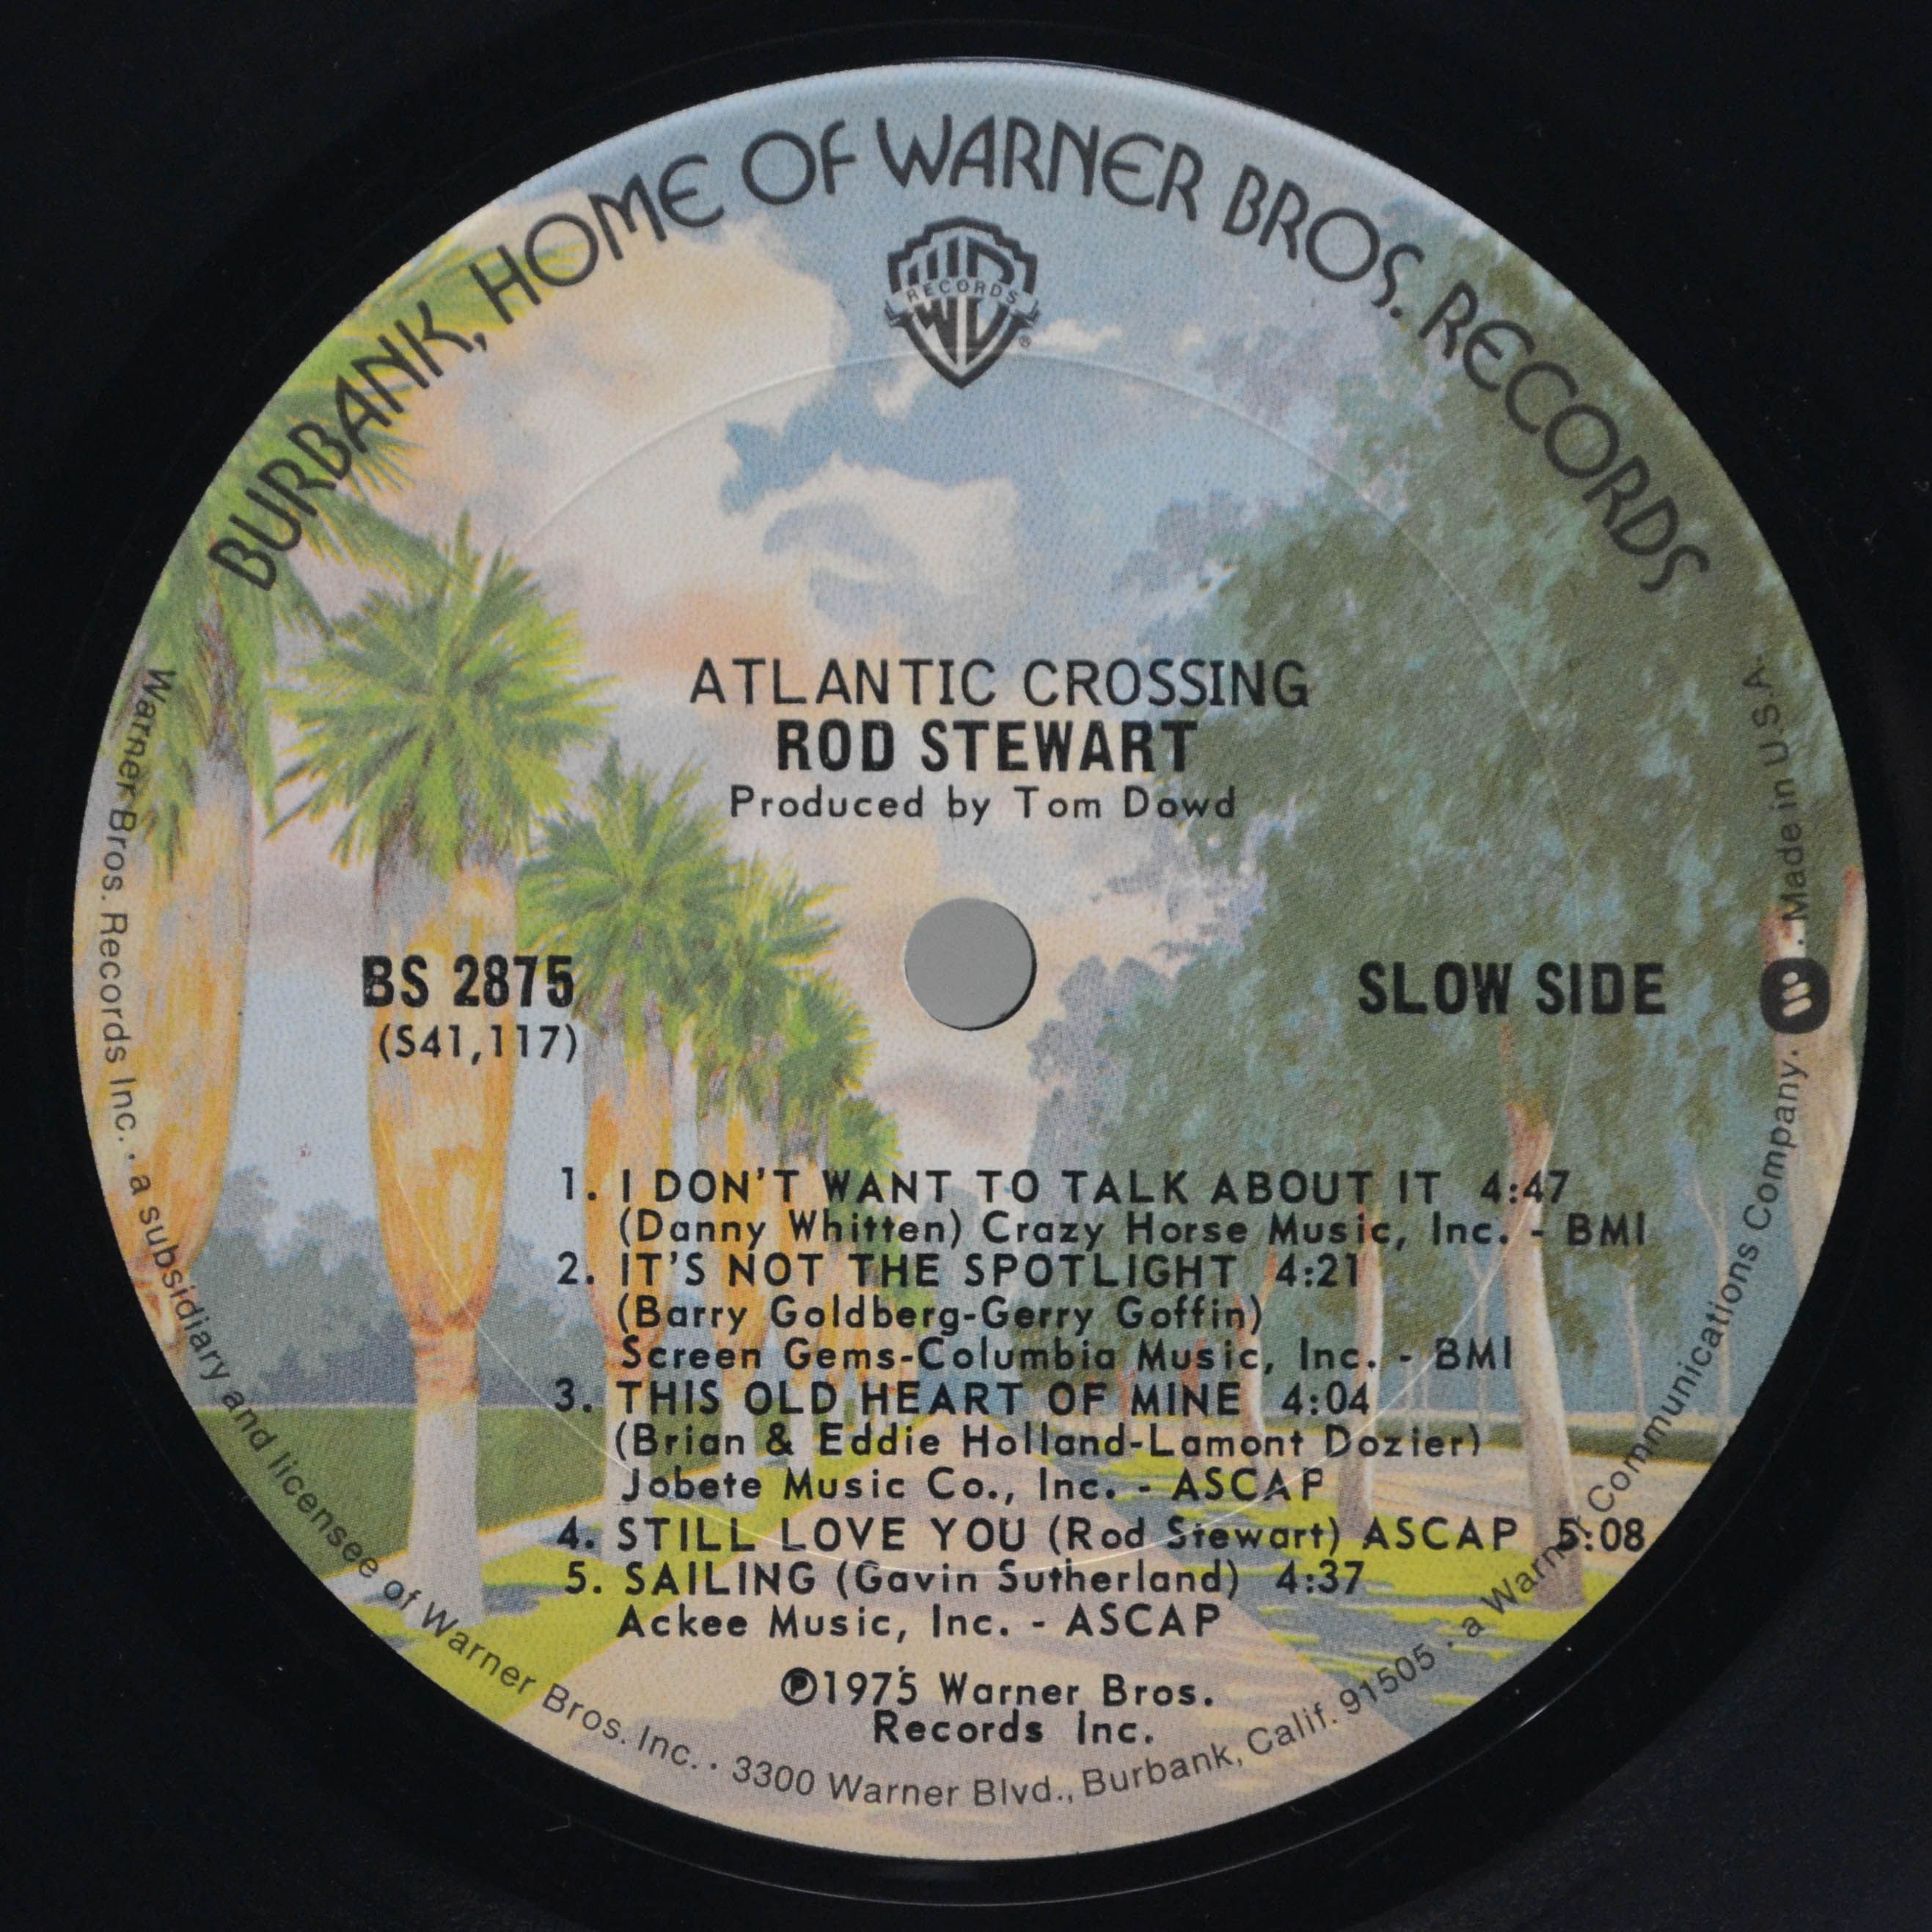 BURBANK, HOME OF WARNER BROS. RECORDS
RECORDS
®
ATLANTIC CROSSING
ROD STEWART
Produced by Tom Dowd
BS 2875
(S41,117)
SLOW SIDE
1. I DON'T WANT TO TALK ABOUT IT 4:47
(Danny Whitten) Crazy Horse Music, Inc. - BMI
2. IT'S NOT THE SPOTLIGHT 4:21
(Barry Goldberg-Gerry Goffin)
Screen Gems-Columbia Music, Inc. - BMI
3. THIS OLD HEART OF MINE 4:04
(Brian & Eddie Holland-Lamont Dozier)
Jobete Music Co., Inc. - ASCAP
4. STILL LOVE YOU (Rod Stewart) ASCAP 5:08
5. SAILING (Gavin Sutherland) 4:37
Ackee Music, Inc. - ASCAP
℗1975 Warner Bros.
Records Inc.
Warner Bros. Records Inc. · a subsidiary and licensee of Warner Bros. Inc. · 3300 Warner Blvd., Burbank, Calif. 91505 · a Warner Communications Company. · Made in U.S.A.